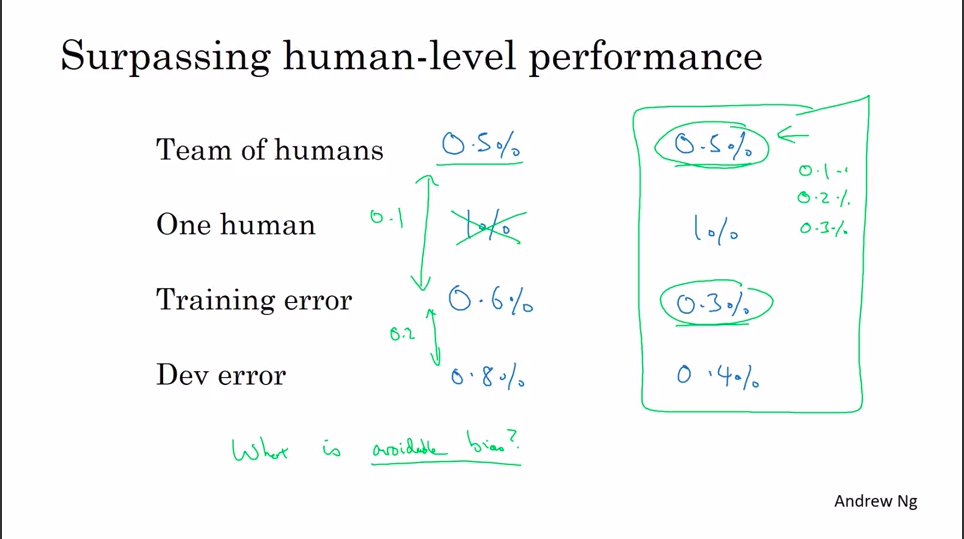 Surpassing human-level performance
Team of humans 0.5% 0.5%
0.1
0.2%
One human 1% 1%
0.1
0.3%
Training error 0.6% 0.3%
0.2
Dev error 0.8% 0.4%
What is avoidable bias?
Andrew Ng